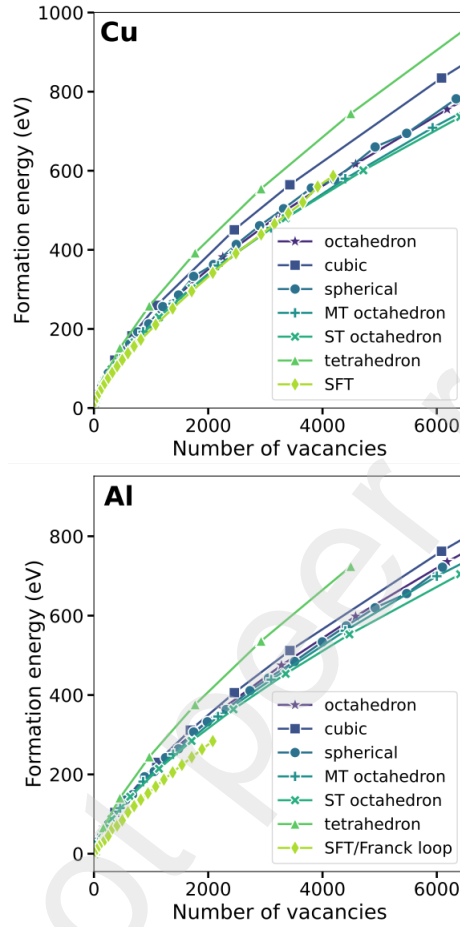 Cu
1000
800
600
400
200
0
Formation energy (eV)
octahedron
cubic
spherical
MT octahedron
ST octahedron
tetrahedron
SFT
0 2000 4000 6000
Number of vacancies
Al
800
600
400
200
0
Formation energy (eV)
octahedron
cubic
spherical
MT octahedron
ST octahedron
tetrahedron
SFT/Franck loop
0 2000 4000 6000
Number of vacancies
ot peer r